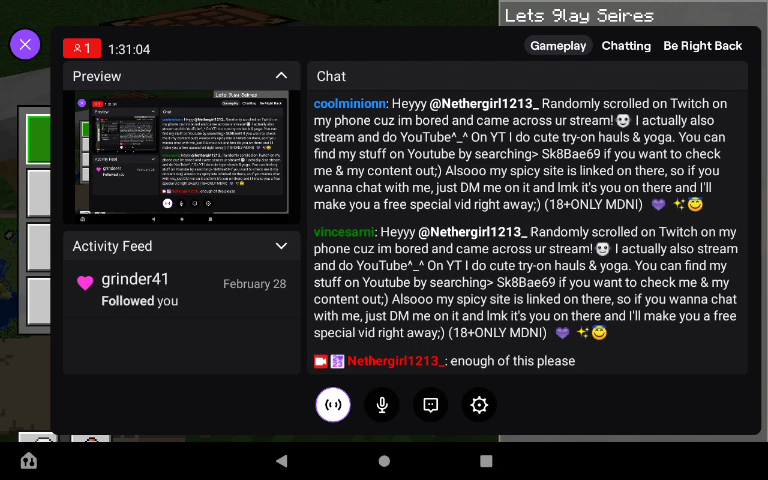 Lets 9lay Seires
1
1:31:04
Gameplay
Chatting
Be Right Back
Preview
Chat
coolminionn: Heyyy @Nethergirl1213_ Randomly scrolled on Twitch on
my phone cuz im bored and came across ur stream!💀 I actually also
stream and do YouTube^_^ On YT I do cute try-on hauls & yoga. You can
find my stuff on Youtube by searching> Sk8Bae69 if you want to check
me & my content out;) Alsooo my spicy site is linked on there, so if you
wanna chat with me, just DM me on it and lmk it's you on there and I'll
make you a free special vid right away;) (18+ONLY MDNI) 💜 ✨😇
vincesarni: Heyyy @Nethergirl1213_ Randomly scrolled on Twitch on my
phone cuz im bored and came across ur stream!💀 I actually also stream
and do YouTube^_^ On YT I do cute try-on hauls & yoga. You can find my
stuff on Youtube by searching> Sk8Bae69 if you want to check me & my
content out;) Alsooo my spicy site is linked on there, so if you wanna chat
with me, just DM me on it and lmk it's you on there and I'll make you a free
special vid right away;) (18+ONLY MDNI) 💜 ✨😇
Nethergirl1213_: enough of this please
Activity Feed
grinder41
February 28
Followed you